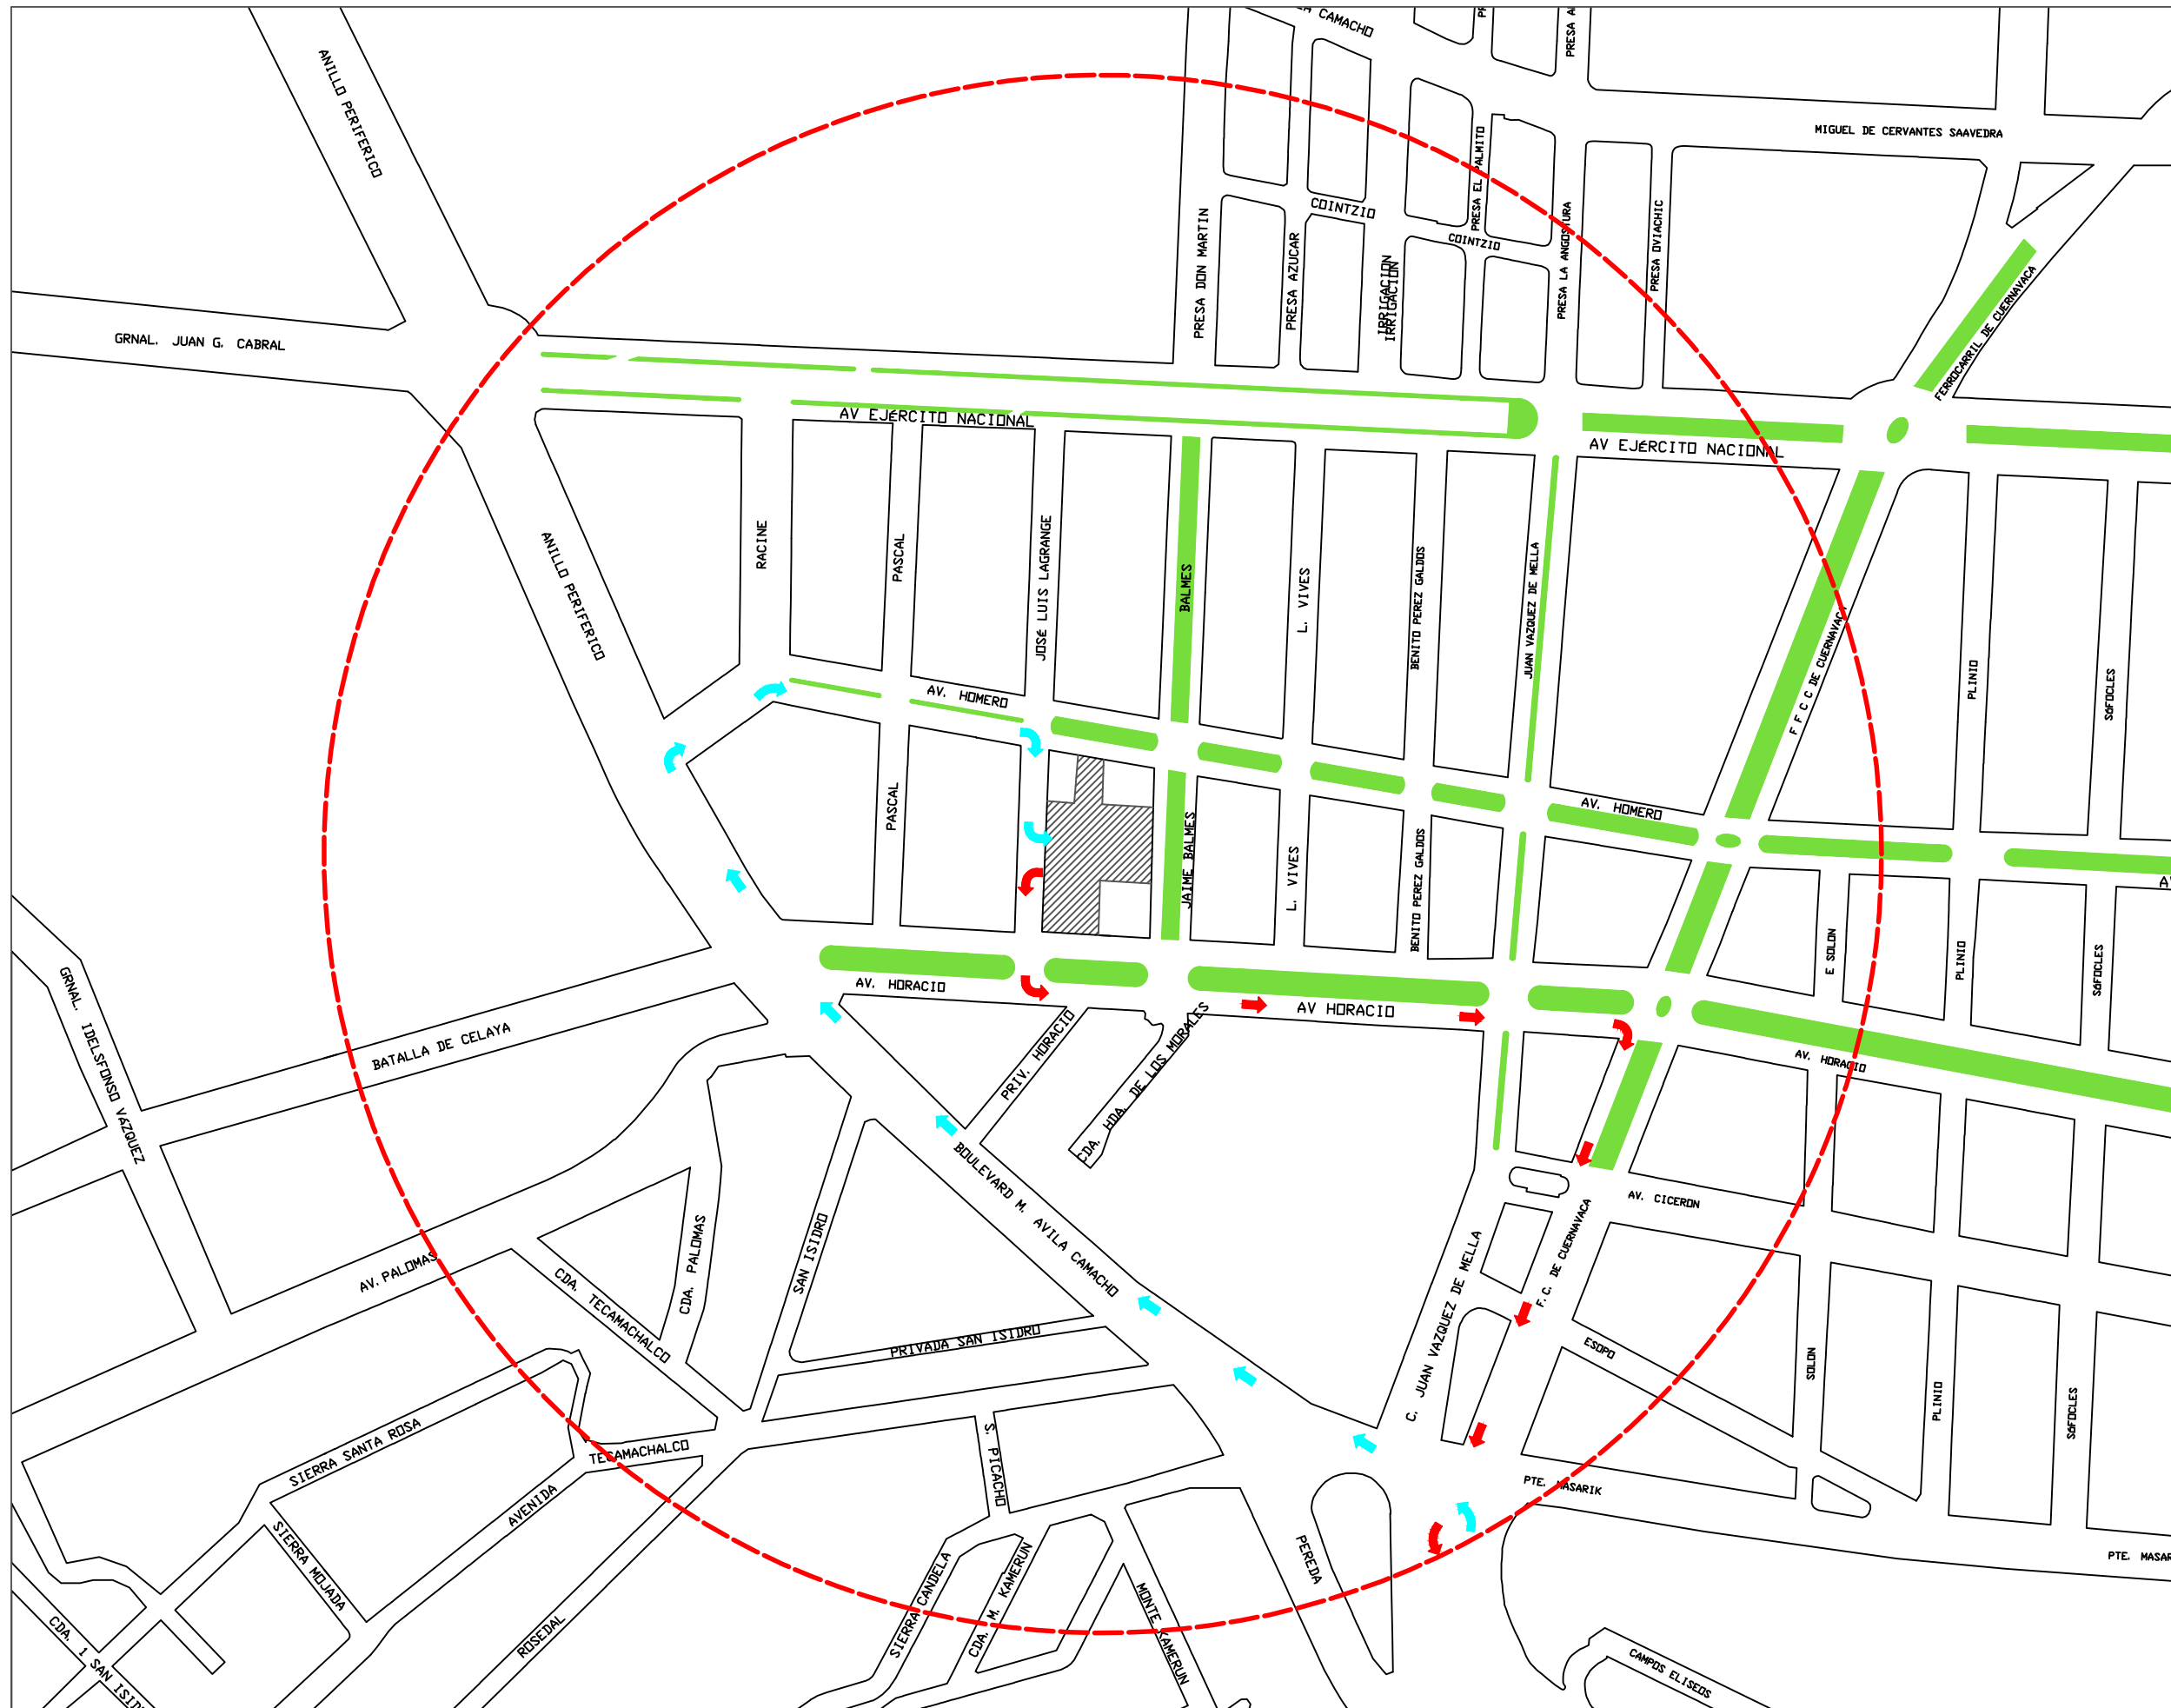 CAMACHO
ANILLO PERIFERICO
MIGUEL DE CERVANTES SAAVEDRA
PRESA EL PALMITO
COINTZIO
COINTZIO
PRESA DON MARTIN
PRESA AZUCAR
IRRIGACION
IRRIGACION
PRESA LA ANGOSTURA
PRESA OVIACHIC
FERROCARRIL DE CUERNAVACA
GRNAL. JUAN G. CABRAL
AV EJÉRCITO NACIONAL
AV EJÉRCITO NACIONAL
ANILLO PERIFERICO
RACINE
PASCAL
JOSÉ LUIS LAGRANGE
BALMES
L. VIVES
BENITO PEREZ GALDOS
JUAN VAZQUEZ DE MELLA
F F C C DE CUERNAVACA
PLINIO
SÓFOCLES
AV. HOMERO
AV. HOMERO
PASCAL
JAIME BALMES
L. VIVES
BENITO PEREZ GALDOS
E SOLON
PLINIO
SÓFOCLES
GRNAL. IDELSFONSO VÁZQUEZ
BATALLA DE CELAYA
AV. HORACIO
AV HORACIO
AV. HORACIO
PRIV. HORACIO
CDA. HDA. DE LOS MORALES
BOULEVARD M. AVILA CAMACHO
AV. CICERON
AV. PALOMAS
CDA. TECAMACHALCO
CDA. PALOMAS
SAN ISIDRO
PRIVADA SAN ISIDRO
C. JUAN VAZQUEZ DE MELLA
F. C. DE CUERNAVACA
ESOPO
SOLON
PLINIO
SÓFOCLES
SIERRA SANTA ROSA
TECAMACHALCO
AVENIDA
S. PICACHO
PTE. MASARIK
PTE. MASAR
SIERRA MOJADA
ROSEDAL
SIERRA CANDELA
CDA. M. KAMERUN
MONTE KAMERUN
PEREDA
CAMPOS ELISEOS
CDA. 1 SAN ISID